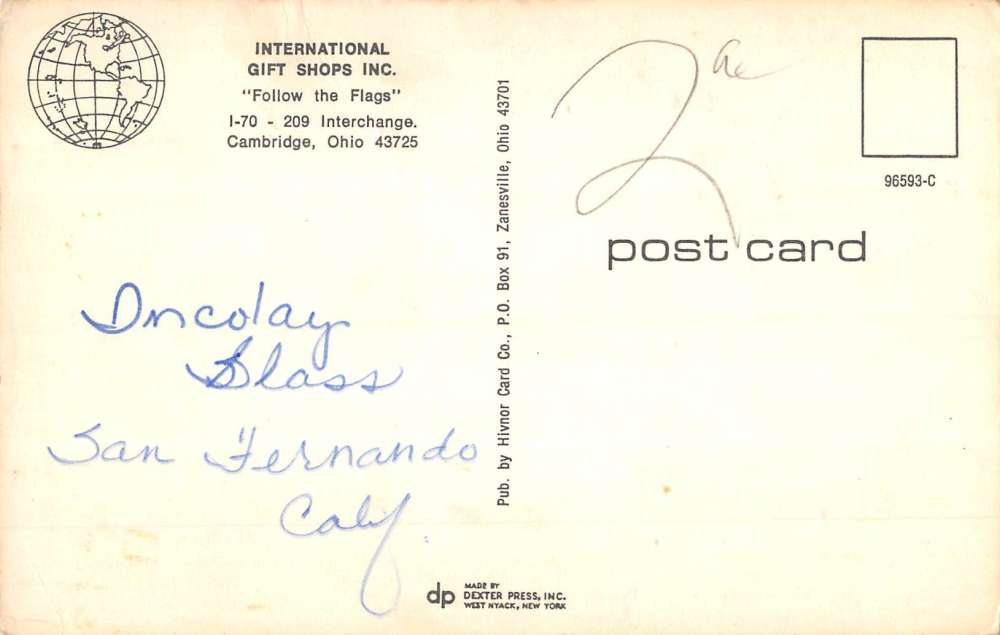 INTERNATIONAL
GIFT SHOPS INC.
"Follow the Flags"
I-70 - 209 Interchange.
Cambridge, Ohio 43725
Glass
San Fernando
Calif.
Pub. by Hivnor Card Co., P.O. Box 91, Zanesville, Ohio 43701
2
96593-C
post card
dp
MADE BY
DEXTER PRESS, INC.
WEST NYACK, NEW YORK